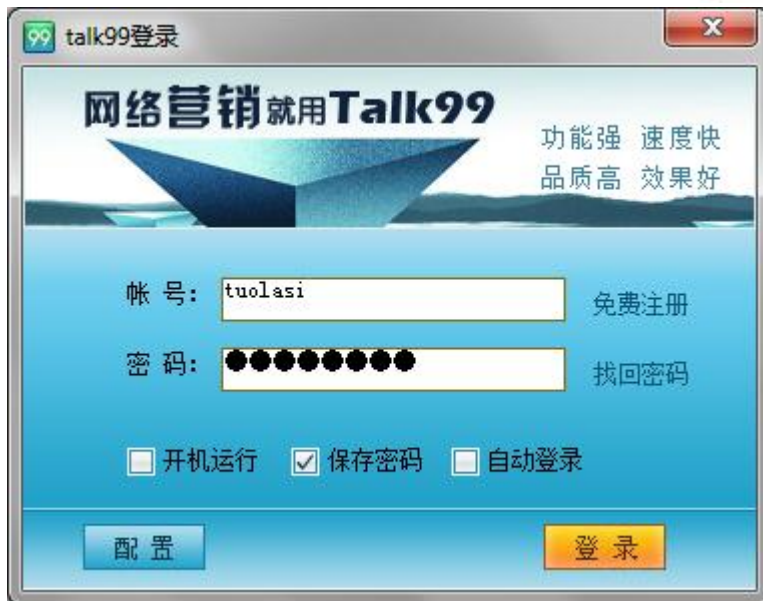 99 talk99登录
网络营销就用Talk99
功能强 速度快
品质高 效果好
帐 号: tuolasi 免费注册
密 码: 找回密码
开机运行 保存密码 自动登录
配 置 登 录